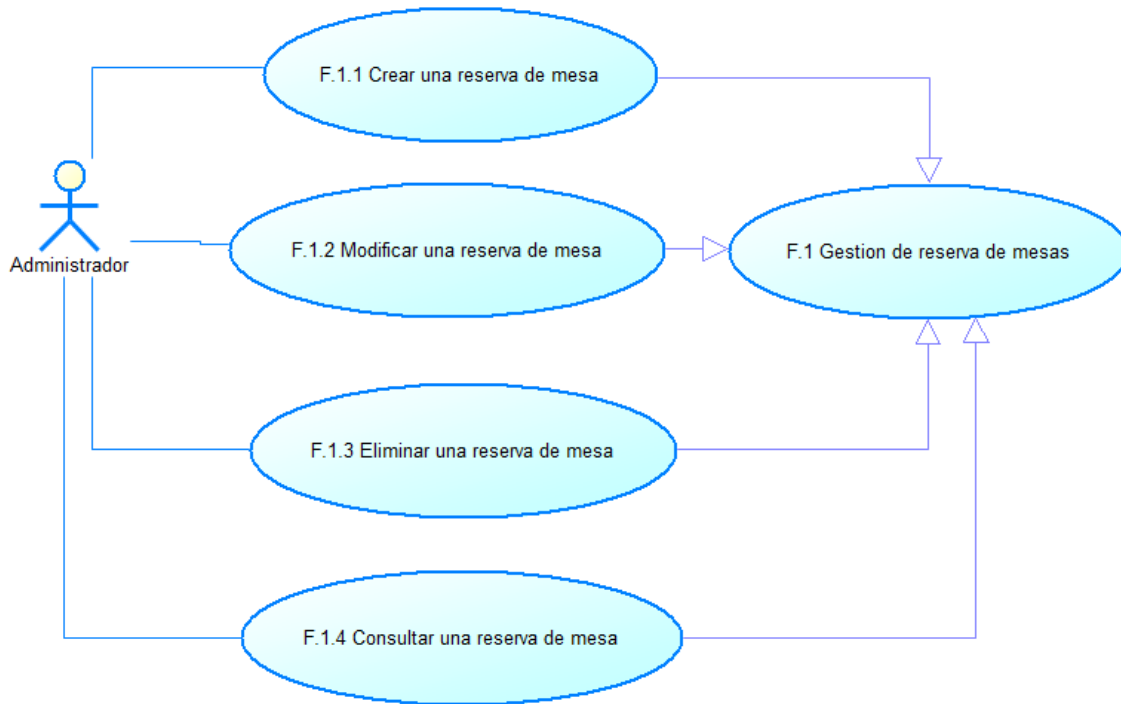 F.1.1 Crear una reserva de mesa
F.1.2 Modificar una reserva de mesa
F.1 Gestion de reserva de mesas
Administrador
F.1.3 Eliminar una reserva de mesa
F.1.4 Consultar una reserva de mesa